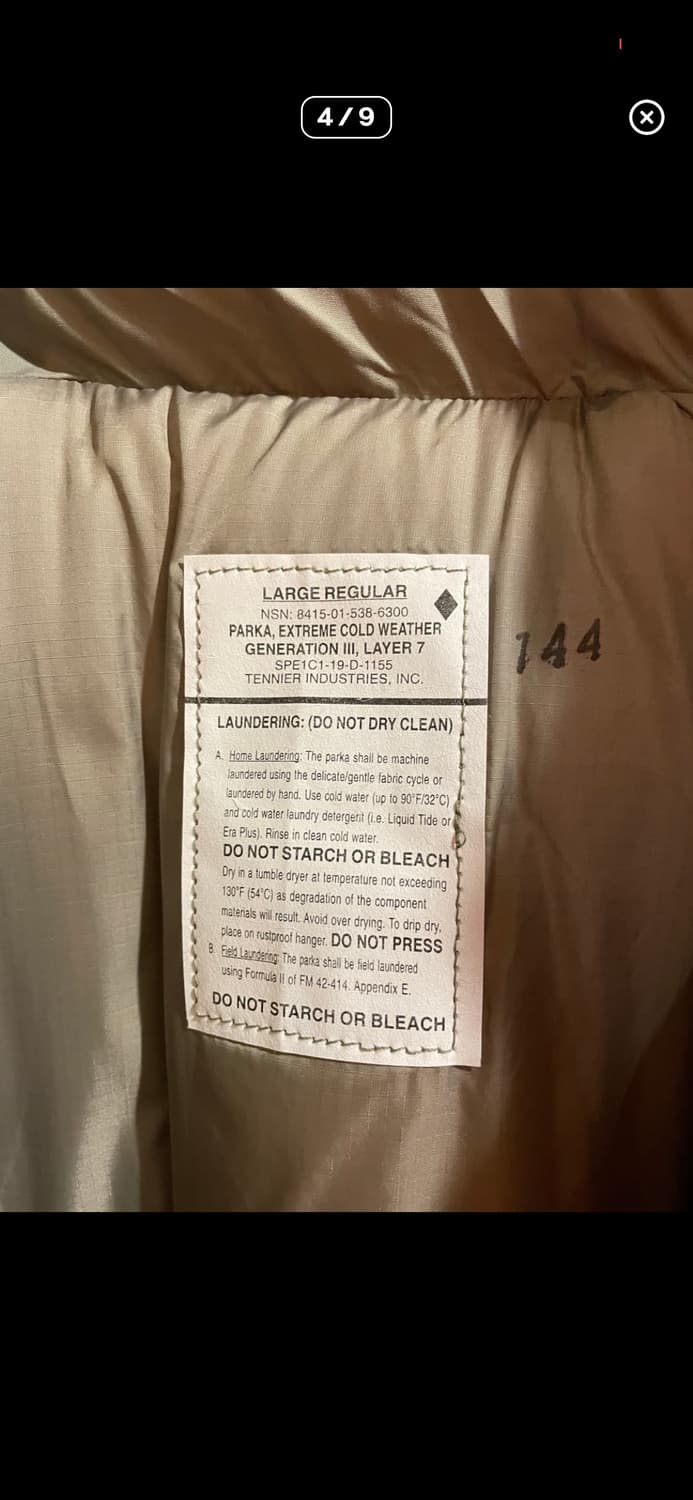 4/9
LARGE REGULAR
NSN: 8415-01-538-6300
PARKA, EXTREME COLD WEATHER
GENERATION III, LAYER 7
SPE1C1-19-D-1155
TENNIER INDUSTRIES, INC.
144
LAUNDERING: (DO NOT DRY CLEAN)
A. Home Laundering: The parka shall be machine
laundered using the delicate/gentle fabric cycle or
laundered by hand. Use cold water (up to 90°F/32°C)
and cold water laundry detergent (i.e. Liquid Tide or
Era Plus). Rinse in clean cold water.
DO NOT STARCH OR BLEACH
Dry in a tumble dryer at temperature not exceeding
130°F (54°C) as degradation of the component
materials will result. Avoid over drying. To drip dry,
place on rustproof hanger. DO NOT PRESS
B. Field Laundering: The parka shall be field laundered
using Formula II of FM 42-414. Appendix E.
DO NOT STARCH OR BLEACH